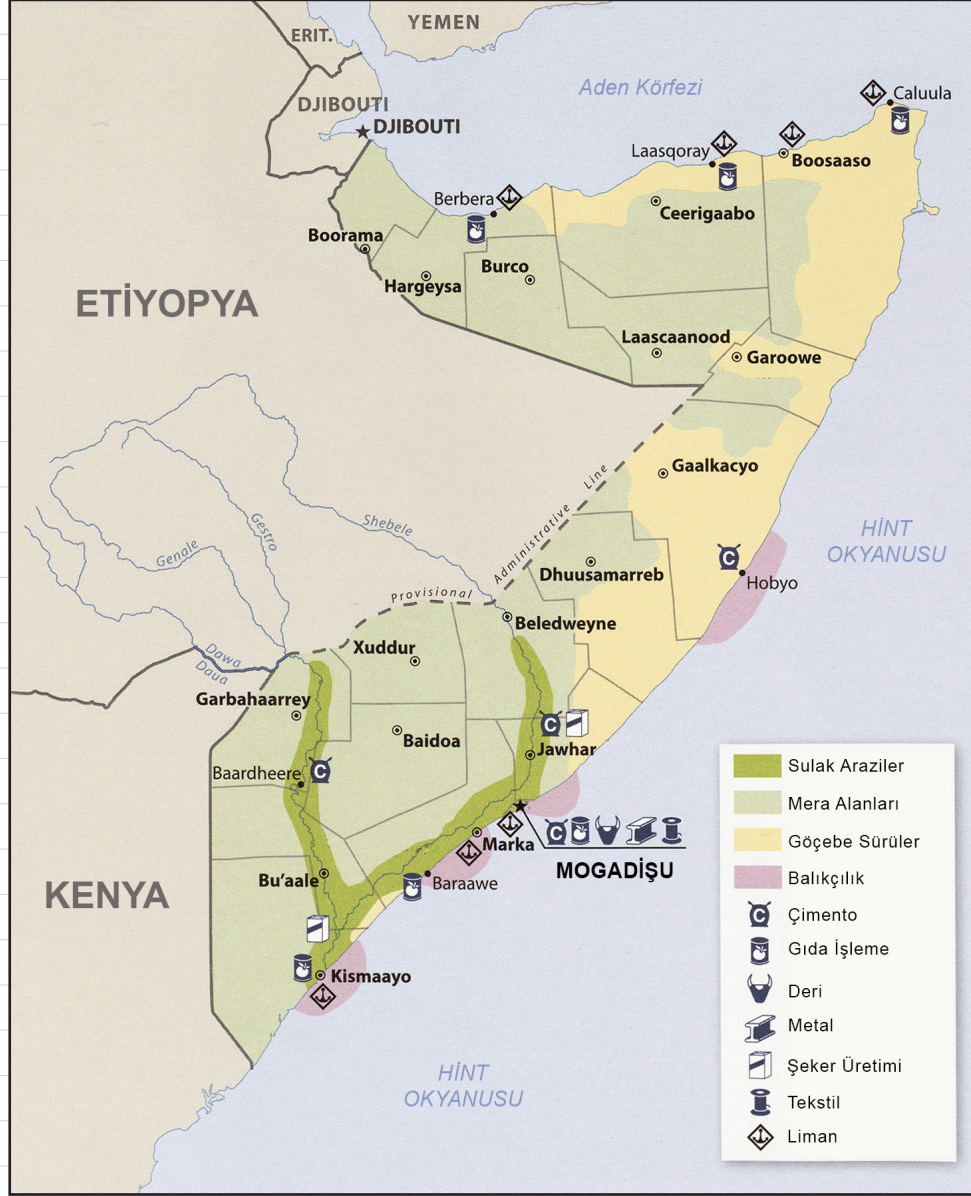 YEMEN
ERIT.
Aden Körfezi
Caluula
DJIBOUTI
DJIBOUTI
Laasqoray
Boosaaso
Berbera
Ceerigaabo
Boorama
Burco
Hargeysa
ETİYOPYA
Laascaanood
Garoowe
Gaalkacyo
Provisional Administrative Line
Shebele
Gestro
Genale
HİNT
OKYANUSU
Dhuusamarreb
Hobyo
Beledweyne
Xuddur
Dawa
Daua
Garbahaarrey
Baidoa
Jawhar
Baardheere
Marka
MOGADİŞU
Bu'aale
Baraawe
KENYA
Kismaayo
HİNT
OKYANUSU
Sulak Araziler
Mera Alanları
Göçebe Sürüler
Balıkçılık
C Çimento
Gıda İşleme
Deri
Metal
Şeker Üretimi
Tekstil
Liman
C
C
C
C